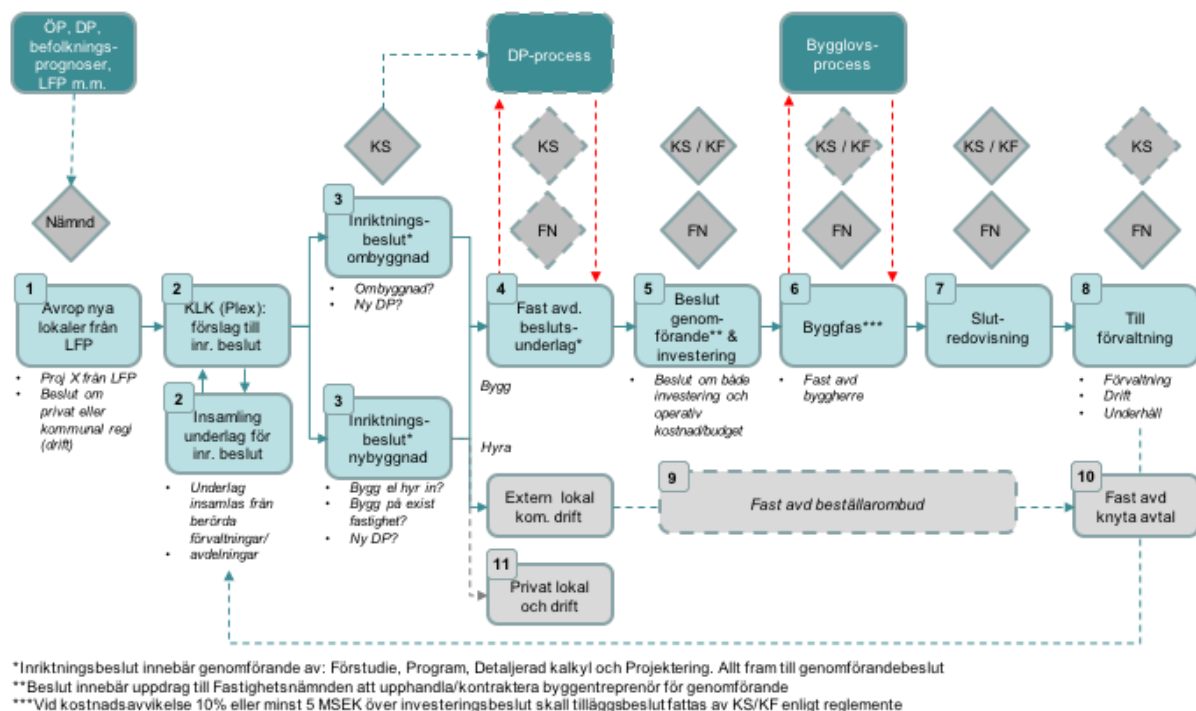 ÖP, DP,
befolknings-
prognoser,
LFP m.m.
DP-process
Bygglovs-
process
KS
KS
KS / KF
KS / KF
KS / KF
KS
Nämnd
FN
FN
FN
FN
FN
1
Avrop nya
lokaler från
LFP
• Proj X från LFP
• Beslut om
privat eller
kommunal regi
(drift)
2
KLK (Plex):
förslag till
inr. beslut
2
Insamling
underlag för
inr. beslut
• Underlag
insamlas från
berörda
förvaltningar/
• avdelningar
3
Inriktnings-
beslut*
ombyggnad
• Ombyggnad?
• Ny DP?
3
Inriktnings-
beslut*
nybyggnad
• Bygg el hyr in?
• Bygg på exist
fastighet?
• Ny DP?
4
Fast avd.
besluts-
underlag*
Bygg
Hyra
5
Beslut
genom-
förande** &
investering
• Beslut om både
investering och
operativ
kostnad/budget
6
Byggfas***
• Fast avd
byggherre
7
Slut-
redovisning
8
Till
förvaltning
• Förvaltning
• Drift
• Underhåll
Extern lokal
kom. drift
9
Fast avd beställarombud
10
Fast avd
knyta avtal
11
Privat lokal
och drift
*Inriktningsbeslut innebär genomförande av: Förstudie, Program, Detaljerad kalkyl och Projektering. Allt fram till genomförandebeslut
**Beslut innebär uppdrag till Fastighetsnämnden att upphandla/kontraktera byggentreprenör för genomförande
***Vid kostnadsavvikelse 10% eller minst 5 MSEK över investeringsbeslut skall tilläggsbeslut fattas av KS/KF enligt reglemente